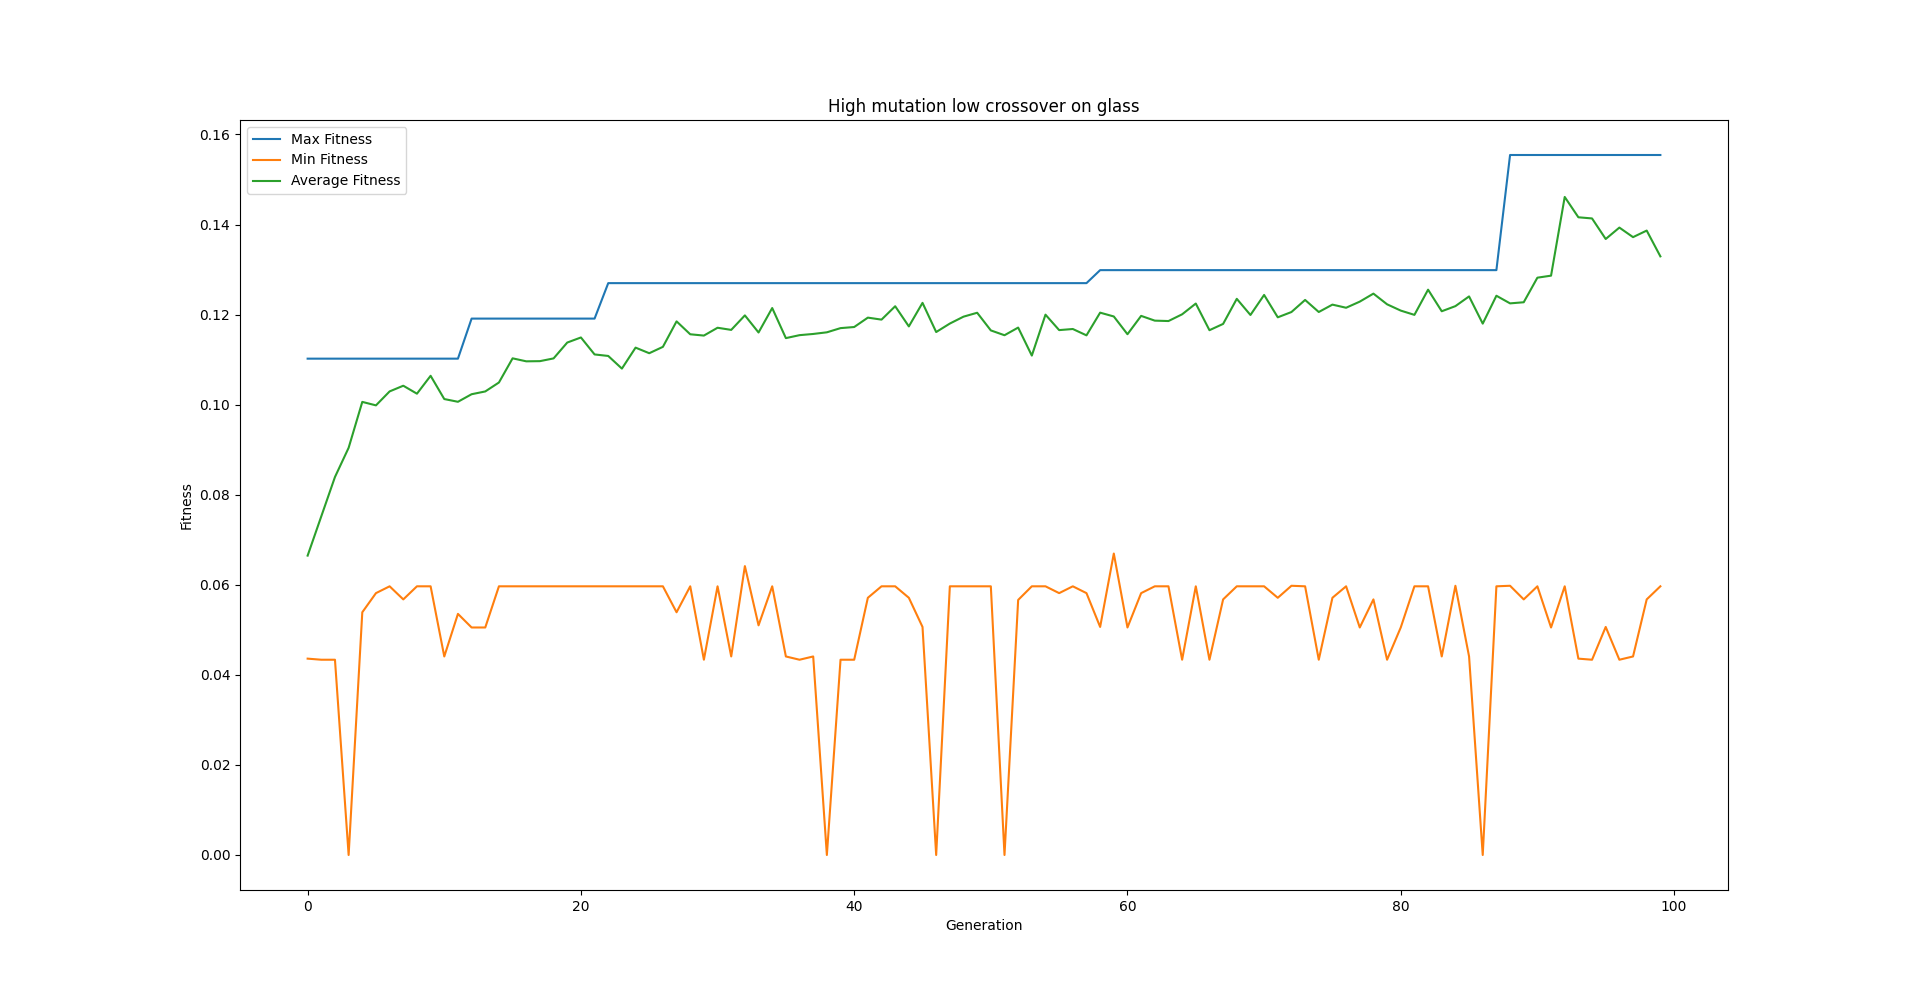 High mutation low crossover on glass
Max Fitness
Min Fitness
Average Fitness
0.16
0.14
0.12
0.10
0.08
0.06
0.04
0.02
0.00
Fitness
0 20 40 60 80 100
Generation